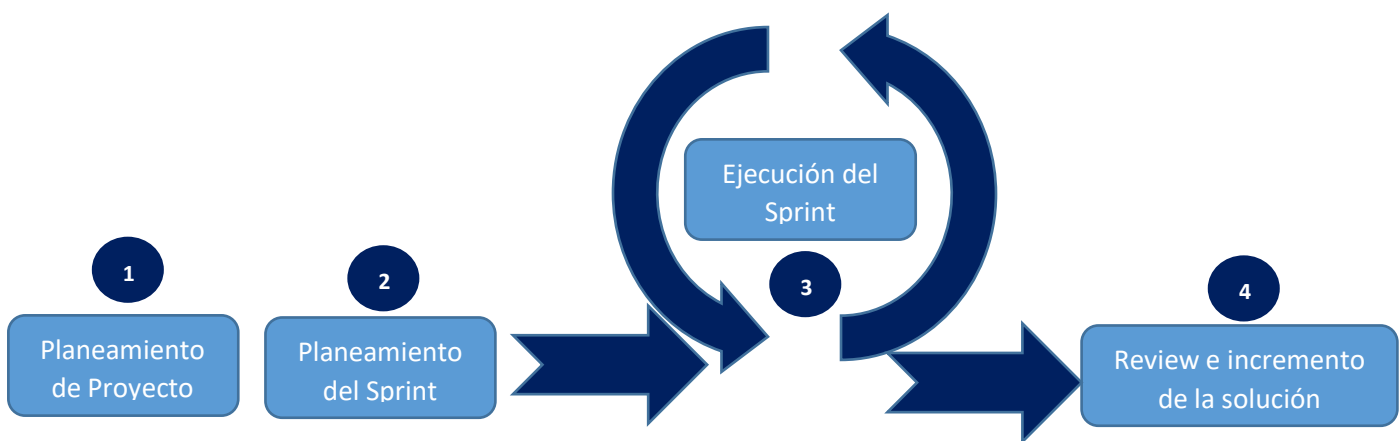 1
Planeamiento
de Proyecto
2
Planeamiento
del Sprint
Ejecución del
Sprint
3
4
Review e incremento
de la solución